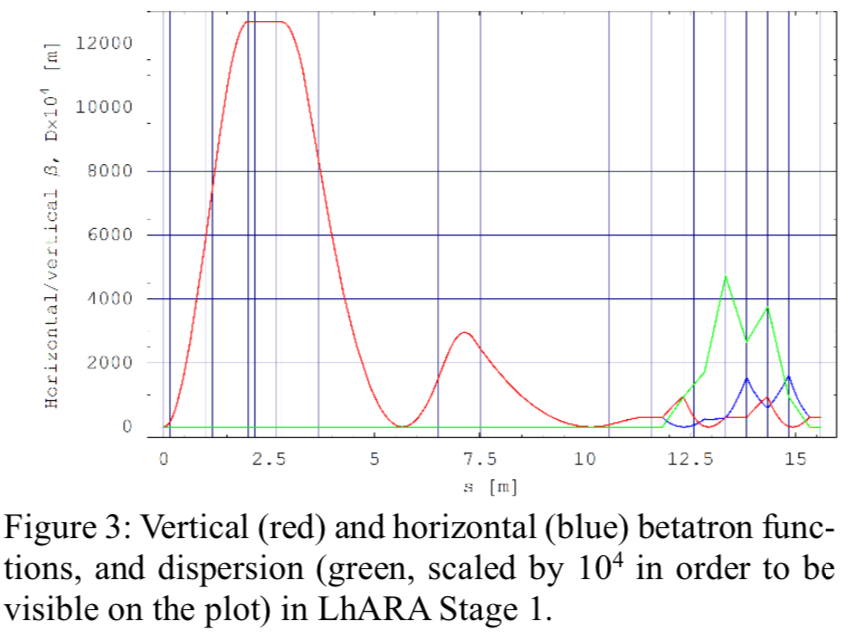 12000
10000
8000
6000
4000
2000
0
Horizontal/vertical β, D×10⁴ [m]
0 2.5 5 7.5 10 12.5 15
s [m]
Figure 3: Vertical (red) and horizontal (blue) betatron func-
tions, and dispersion (green, scaled by 10⁴ in order to be
visible on the plot) in LhARA Stage 1.